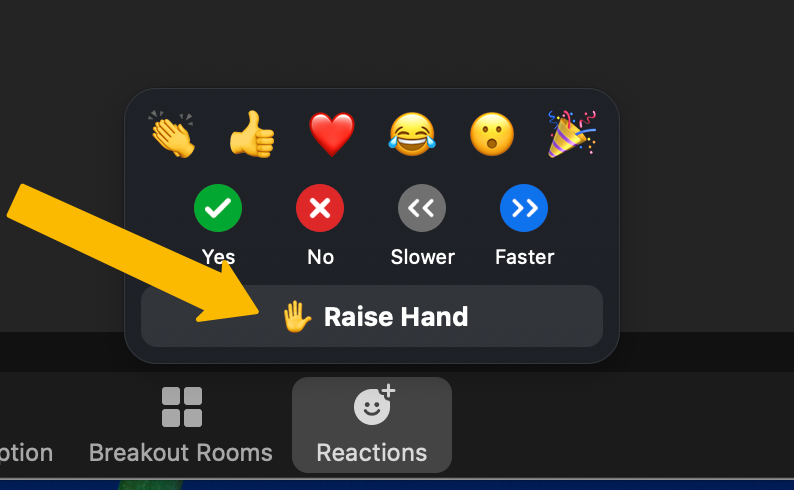 Yes
No
Slower
Faster
Raise Hand
ption
Breakout Rooms
Reactions